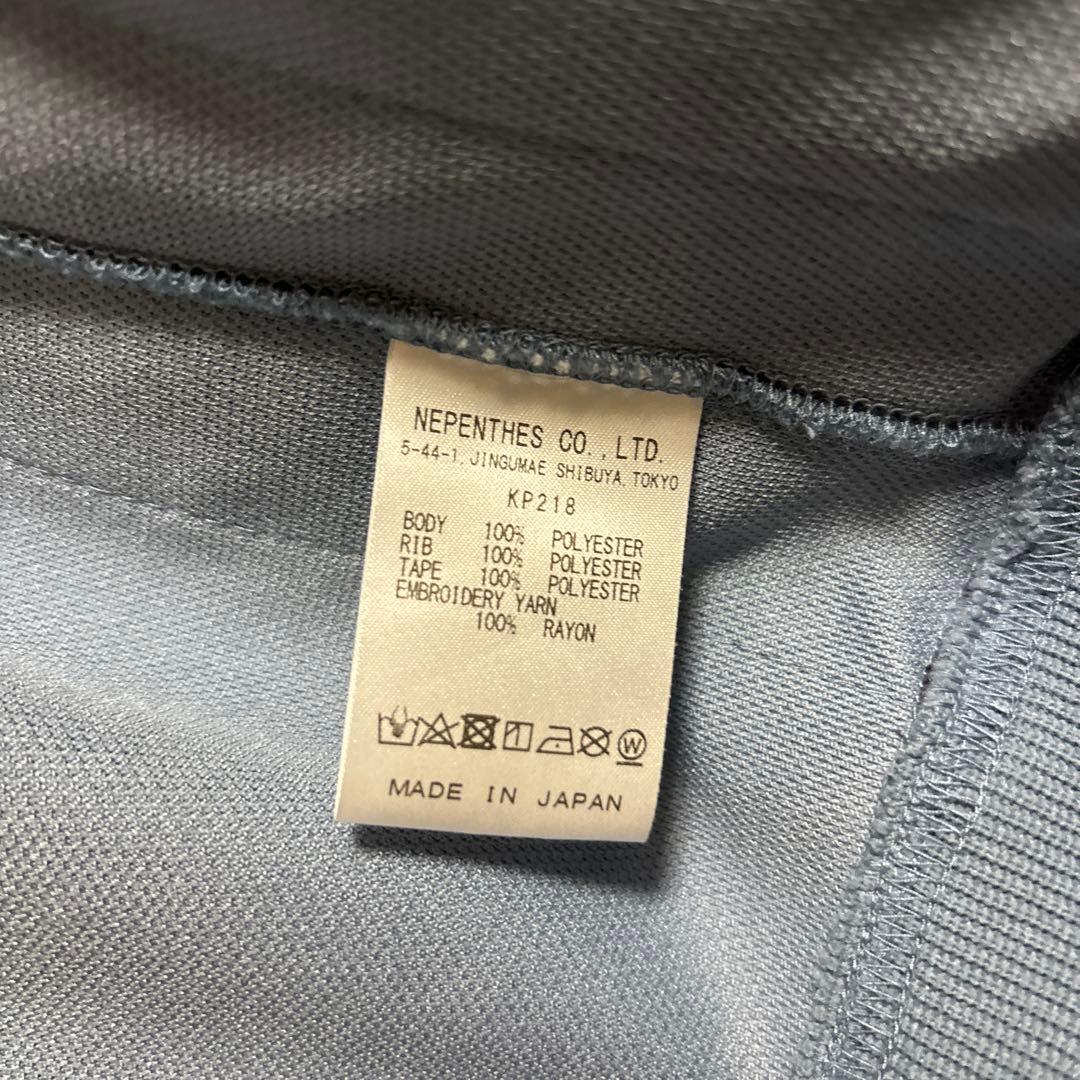 NEPENTHES CO.,LTD.
5-44-1, JINGUMAE SHIBUYA, TOKYO
KP218
BODY 100% POLYESTER
RIB 100% POLYESTER
TAPE 100% POLYESTER
EMBROIDERY YARN
100% RAYON
W
MADE IN JAPAN